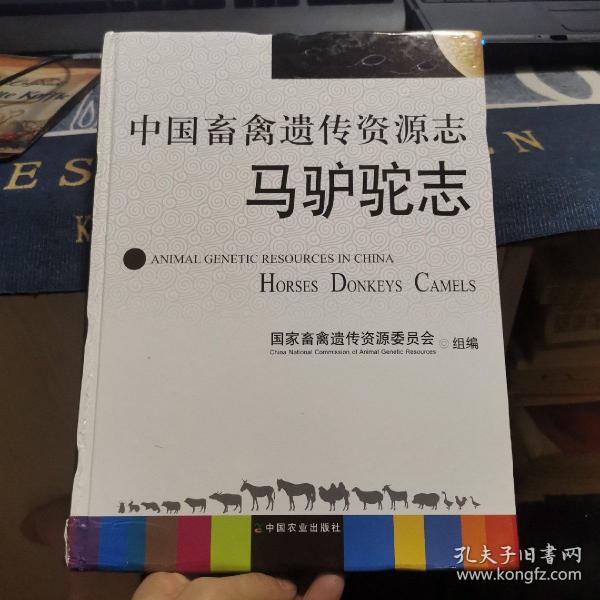 中国畜禽遗传资源志
马驴驼志
ANIMAL GENETIC RESOURCES IN CHINA
HORSES DONKEYS CAMELS
国家畜禽遗传资源委员会 ◎ 组编
China National Commission of Animal Genetic Resources
中国农业出版社
孔夫子旧书网
www.kongfz.com